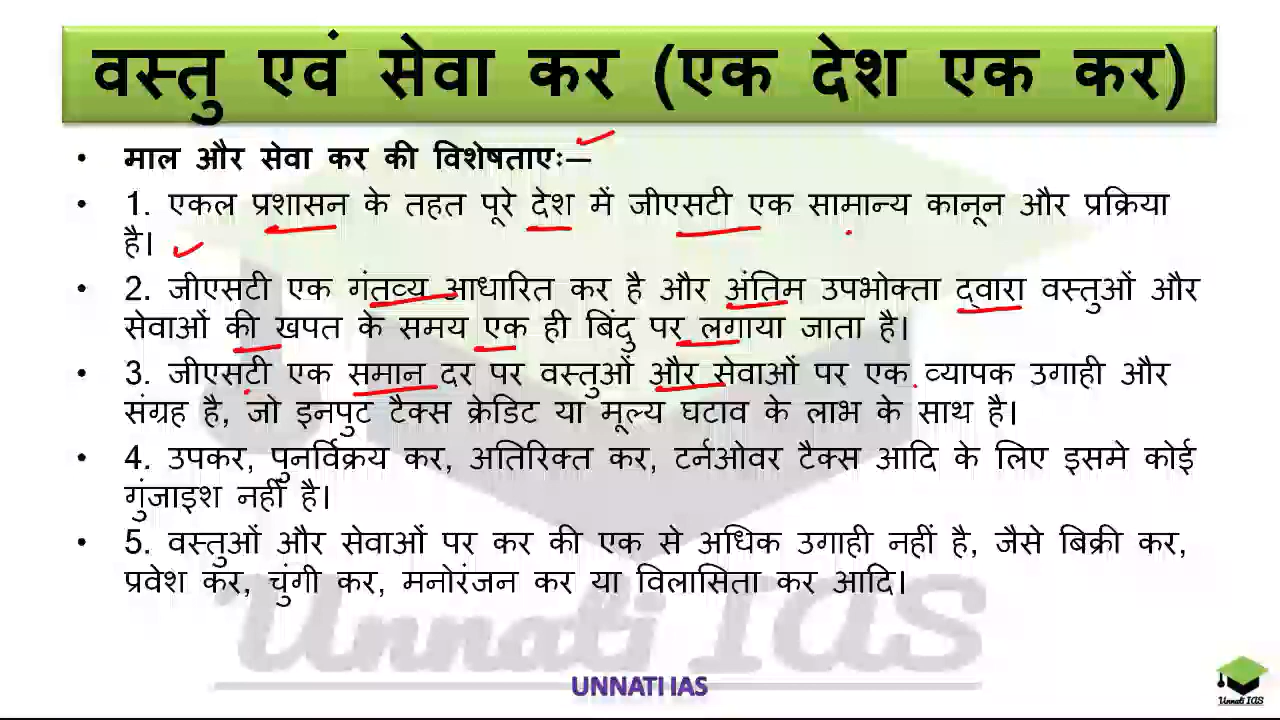 वस्तु एवं सेवा कर (एक देश एक कर)
• माल और सेवा कर की विशेषताएः–
• 1. एकल प्रशासन के तहत पूरे देश में जीएसटी एक सामान्य कानून और प्रक्रिया
है।
• 2. जीएसटी एक गंतव्य आधारित कर है और अंतिम उपभोक्ता द्वारा वस्तुओं और
सेवाओं की खपत के समय एक ही बिंदु पर लगाया जाता है।
• 3. जीएसटी एक समान दर पर वस्तुओं और सेवाओं पर एक व्यापक उगाही और
संग्रह है, जो इनपुट टैक्स क्रेडिट या मूल्य घटाव के लाभ के साथ है।
• 4. उपकर, पुनर्विक्रय कर, अतिरिक्त कर, टर्नओवर टैक्स आदि के लिए इसमे कोई
गुंजाइश नहीं है।
• 5. वस्तुओं और सेवाओं पर कर की एक से अधिक उगाही नहीं है, जैसे बिक्री कर,
प्रवेश कर, चुंगी कर, मनोरंजन कर या विलासिता कर आदि।
Unnati IAS
UNNATI IAS
Unnati IAS